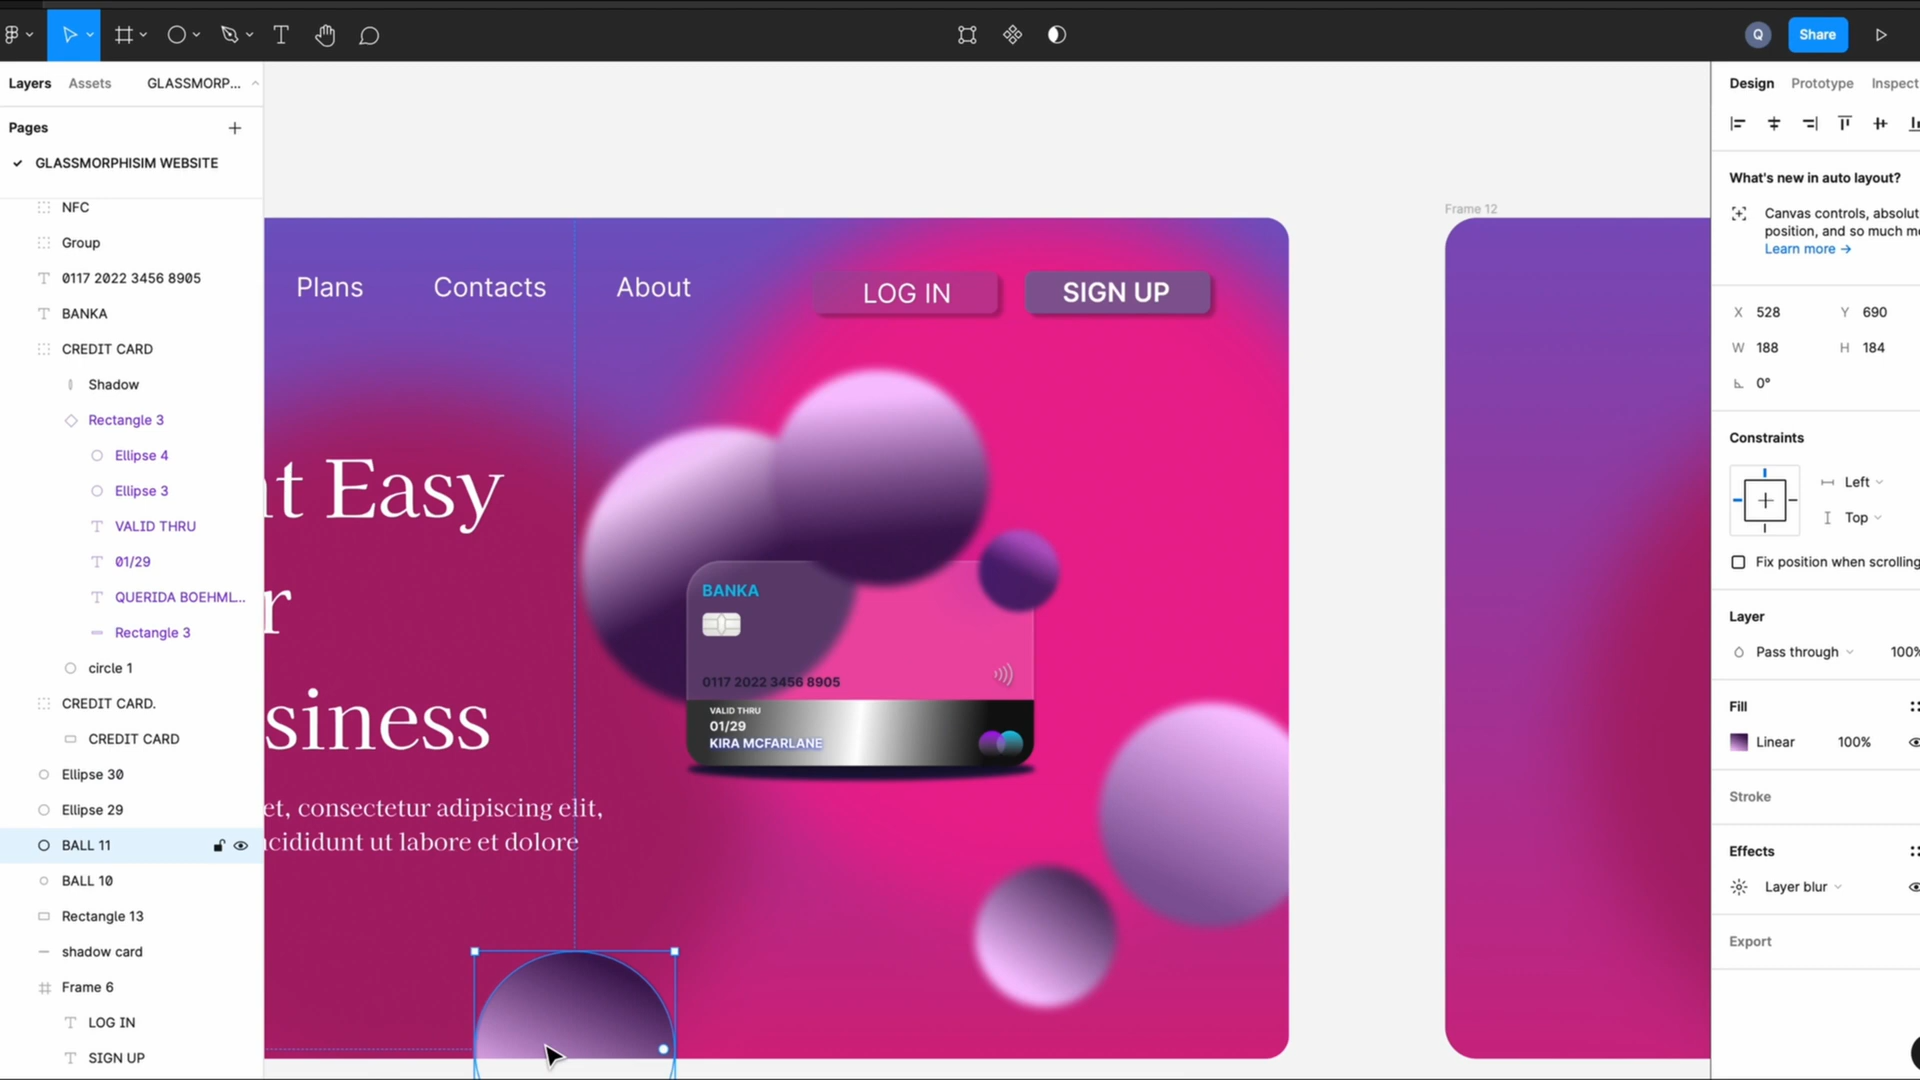 Share
Layers Assets GLASSMORP...
Pages
GLASSMORPHISIM WEBSITE
NFC
Group
0117 2022 3456 8905
BANKA
CREDIT CARD
Shadow
Rectangle 3
Ellipse 4
Ellipse 3
VALID THRU
01/29
QUERIDA BOEHML...
Rectangle 3
circle 1
CREDIT CARD.
CREDIT CARD
Ellipse 30
Ellipse 29
BALL 11
BALL 10
Rectangle 13
shadow card
Frame 6
LOG IN
SIGN UP
Plans Contacts About LOG IN SIGN UP
t Easy
r
siness
et, consectetur adipiscing elit,
cididunt ut labore et dolore
BANKA
0117 2022 3456 8905
VALID THRU
01/29
KIRA MCFARLANE
Frame 12
Q
Design Prototype Inspect
What's new in auto layout?
Canvas controls, absolut
position, and so much mo
Learn more →
X 528 Y 690
W 188 H 184
0°
Constraints
Left
Top
Fix position when scrolling
Layer
Pass through 100%
Fill
Linear 100%
Stroke
Effects
Layer blur
Export